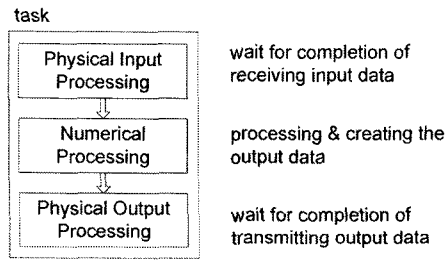 task
Physical Input
Processing
wait for completion of
receiving input data
Numerical
Processing
processing & creating the
output data
Physical Output
Processing
wait for completion of
transmitting output data